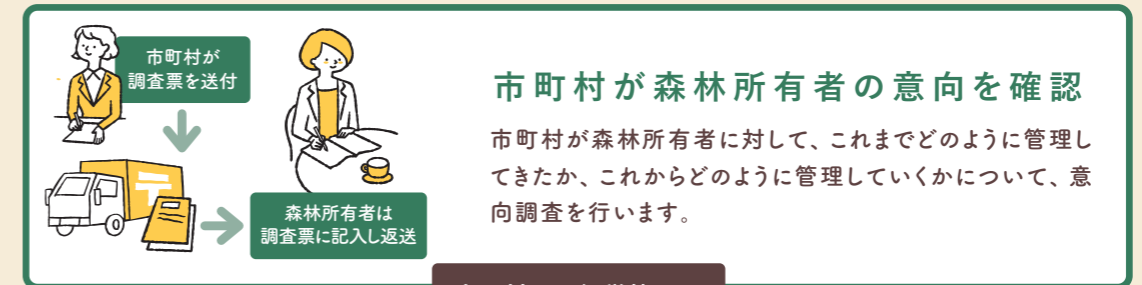 市町村が
調査票を送付
森林所有者は
調査票に記入し返送
市町村が森林所有者の意向を確認
市町村が森林所有者に対して、これまでどのように管理し
てきたか、これからどのように管理していくかについて、意
向調査を行います。